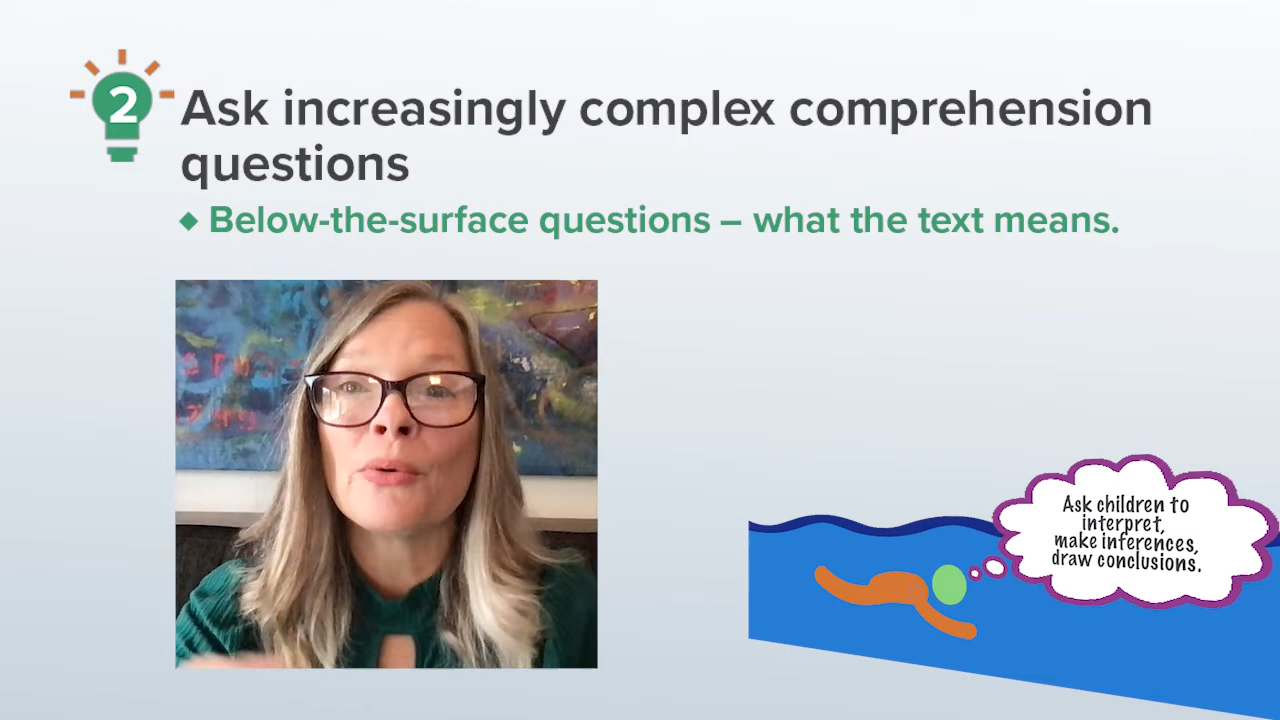 2
Ask increasingly complex comprehension
questions
◆ Below-the-surface questions – what the text means.
Ask children to
interpret,
make inferences,
draw conclusions.